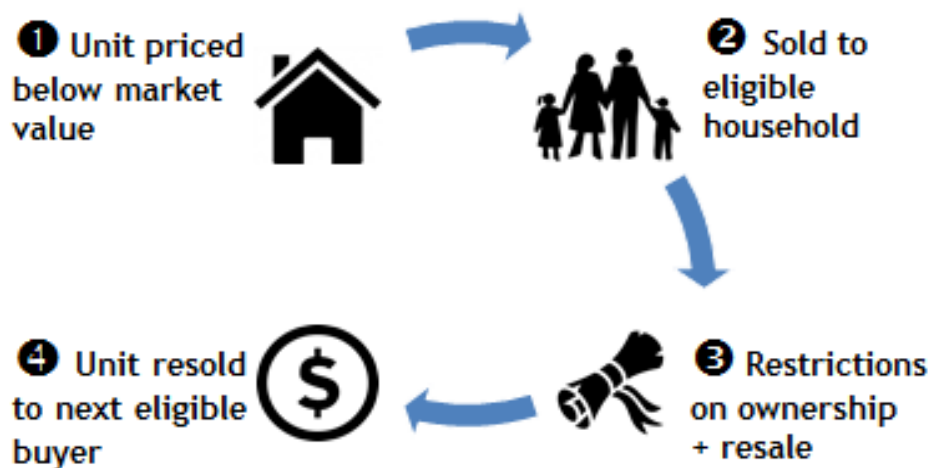 ❶ Unit priced
below market
value
❷ Sold to
eligible
household
❸ Restrictions
on ownership
+ resale
❹ Unit resold
to next eligible
buyer
$